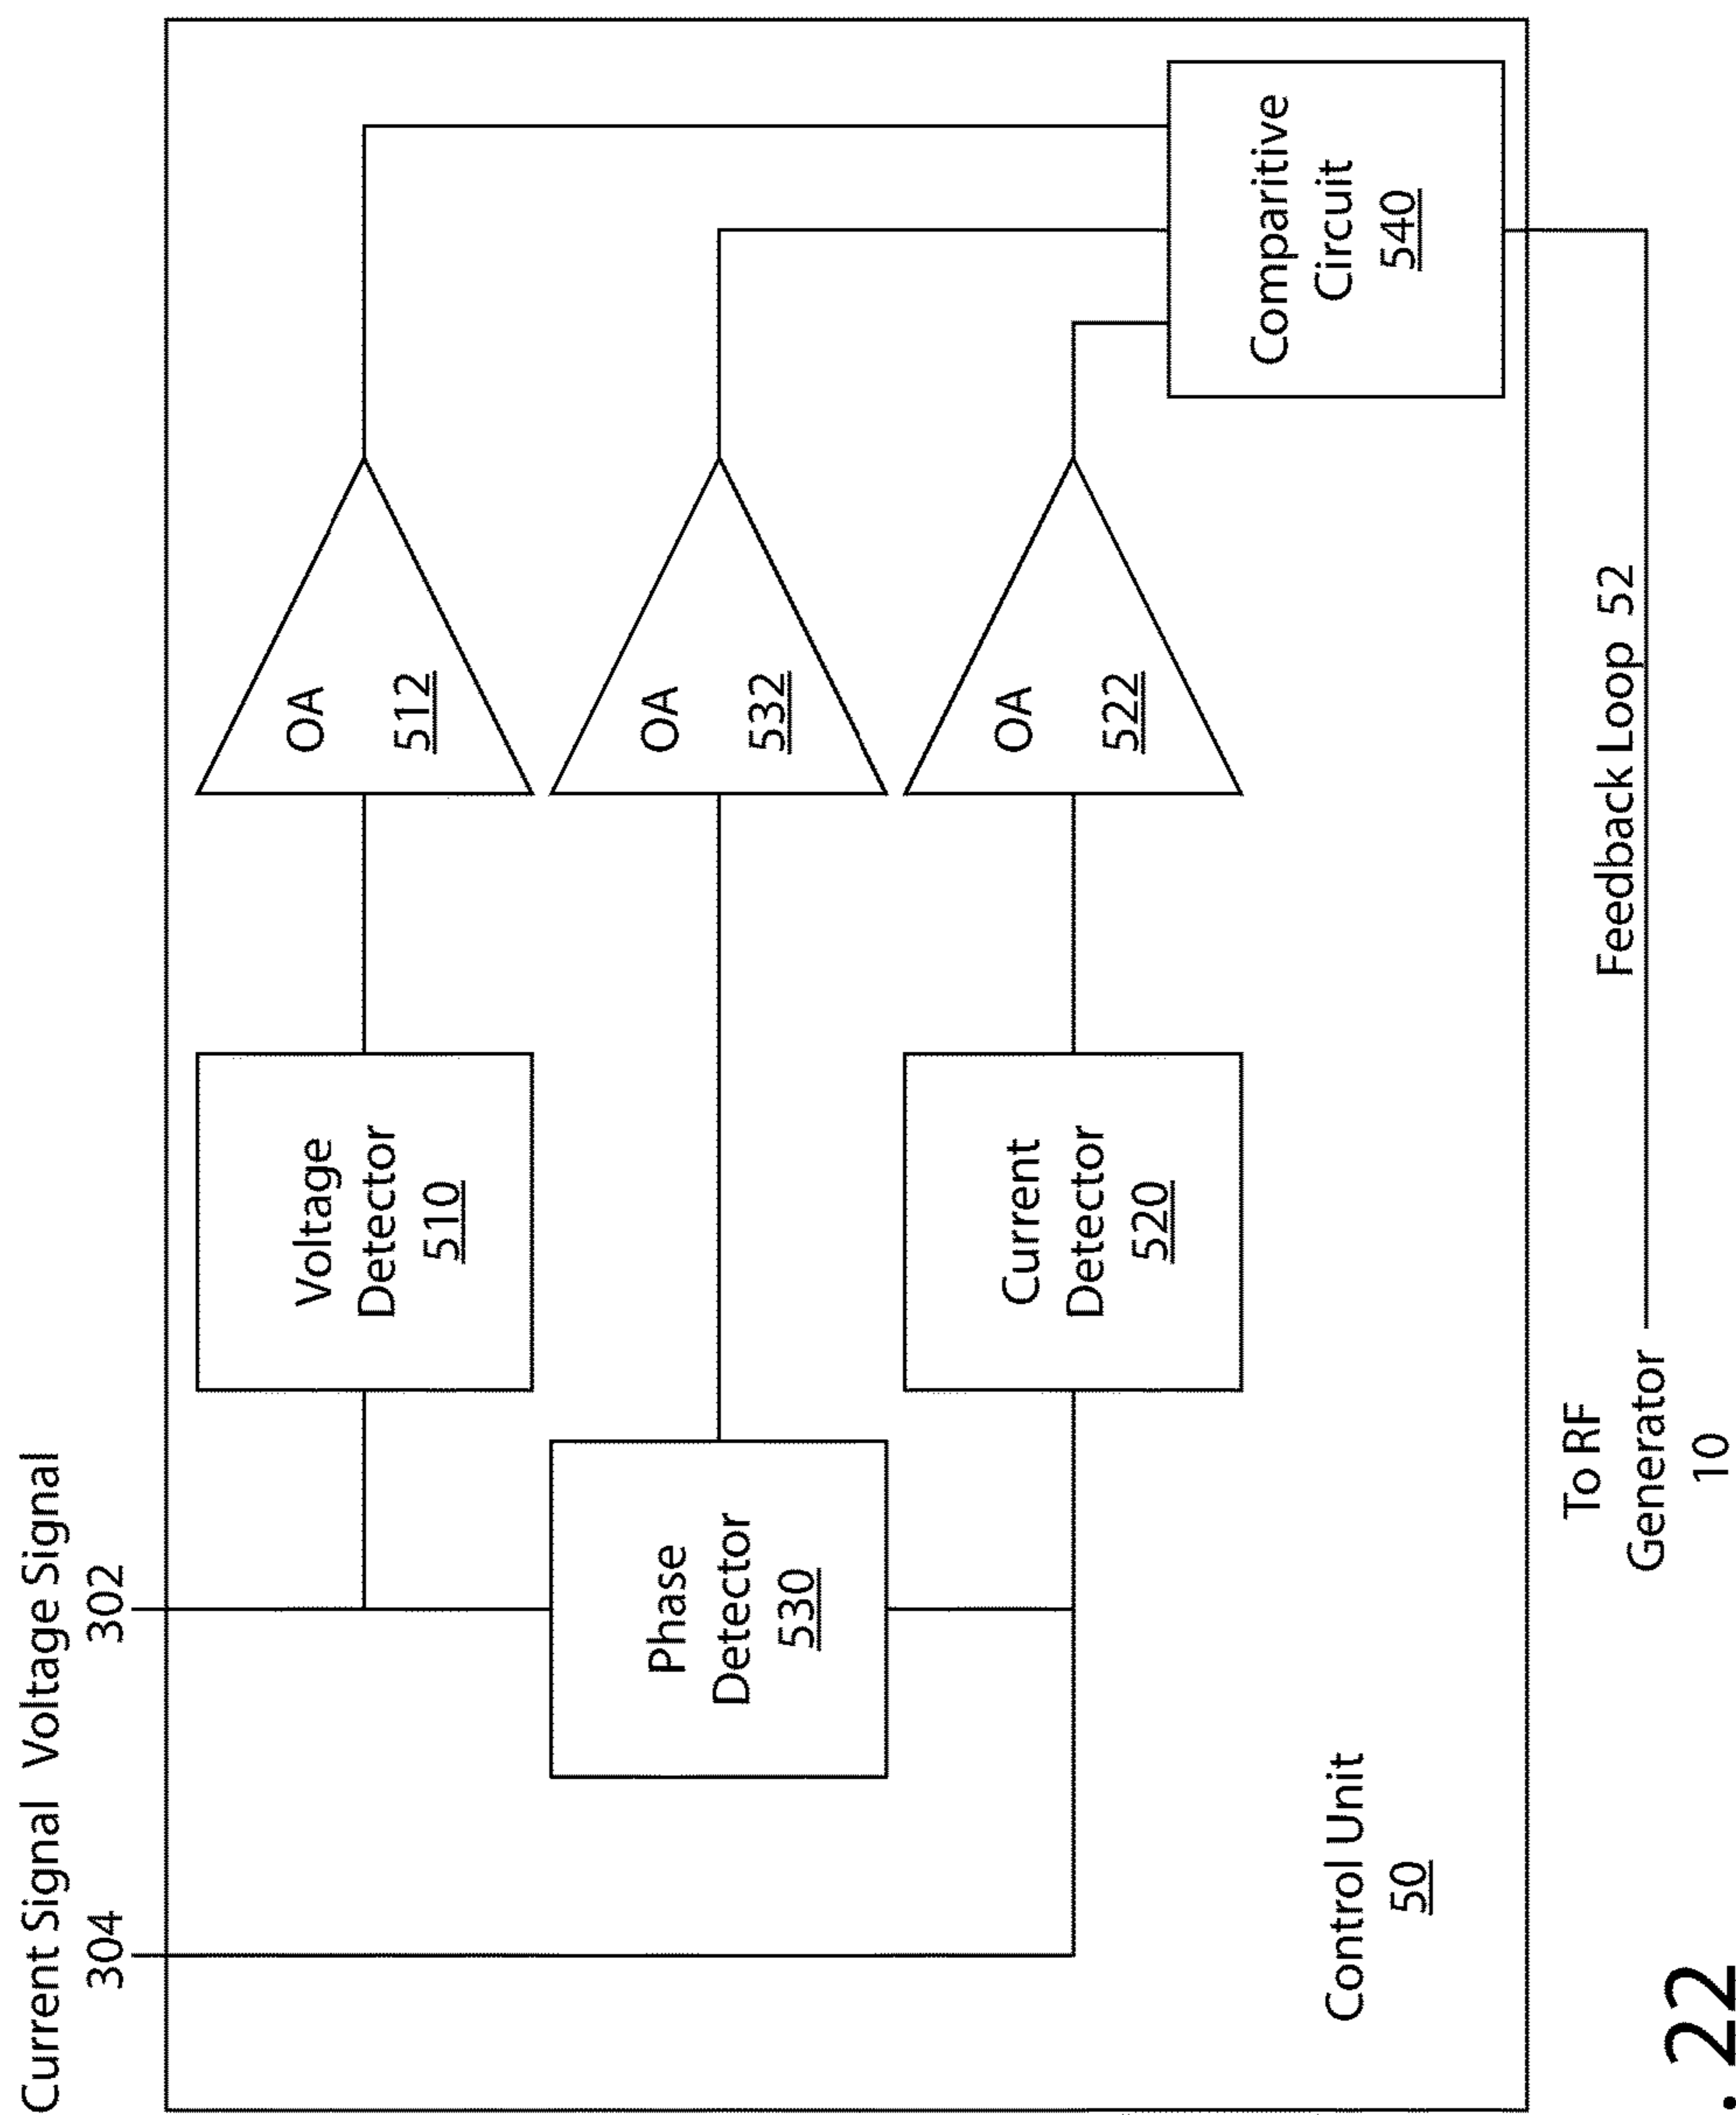 Current Signal Voltage Signal
304 302
Voltage
Detector
510
OA
512
Phase
Detector
530
OA
532
Current
Detector
520
OA
522
Comparitive
Circuit
540
Control Unit
50
To RF
Generator
10
Feedback Loop 52
. 22